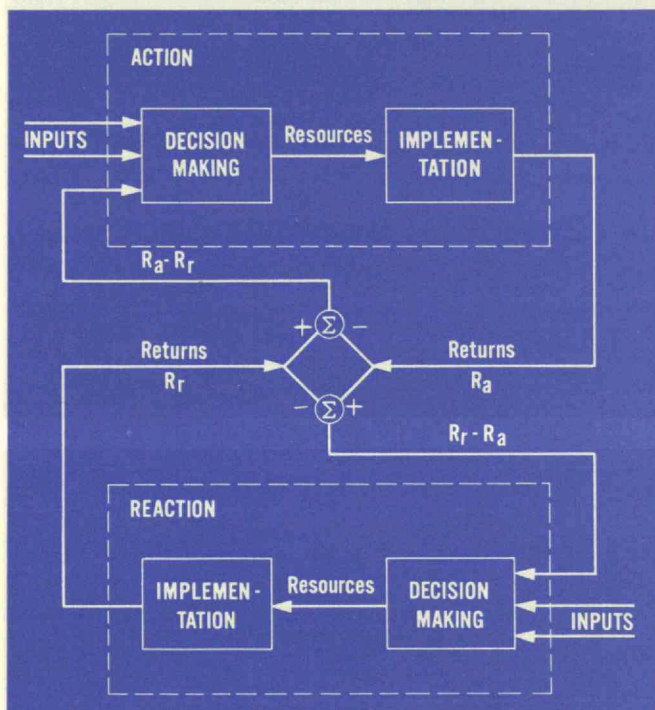 ACTION
INPUTS
DECISION
MAKING
Resources
IMPLEMEN-
TATION
Ra - Rr
+ Σ -
Returns
Rr
Returns
Ra
- Σ +
Rr - Ra
REACTION
IMPLEMEN-
TATION
Resources
DECISION
MAKING
INPUTS